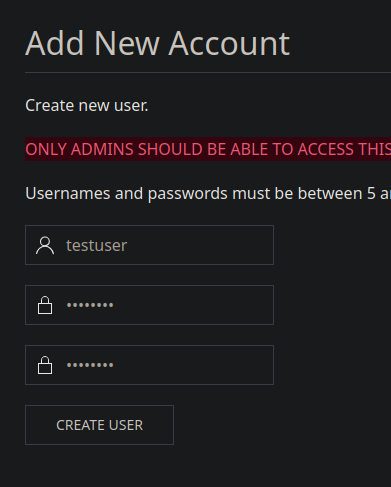 Add New Account
Create new user.
ONLY ADMINS SHOULD BE ABLE TO ACCESS THIS
Usernames and passwords must be between 5
testuser
••••••••
••••••••
CREATE USER